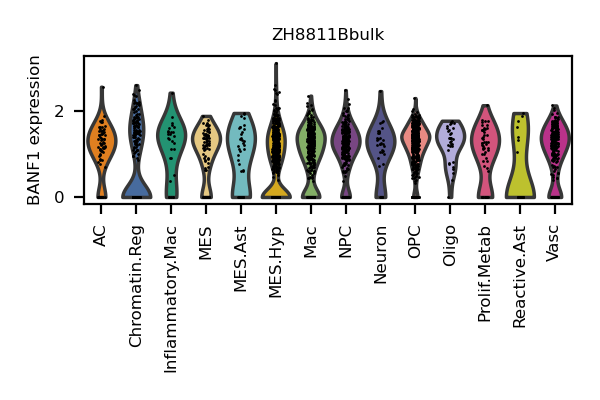 ZH8811Bbulk
BANF1 expression
2
0
AC
Chromatin.Reg
Inflammatory.Mac
MES
MES.Ast
MES.Hyp
Mac
NPC
Neuron
OPC
Oligo
Prolif.Metab
Reactive.Ast
Vasc